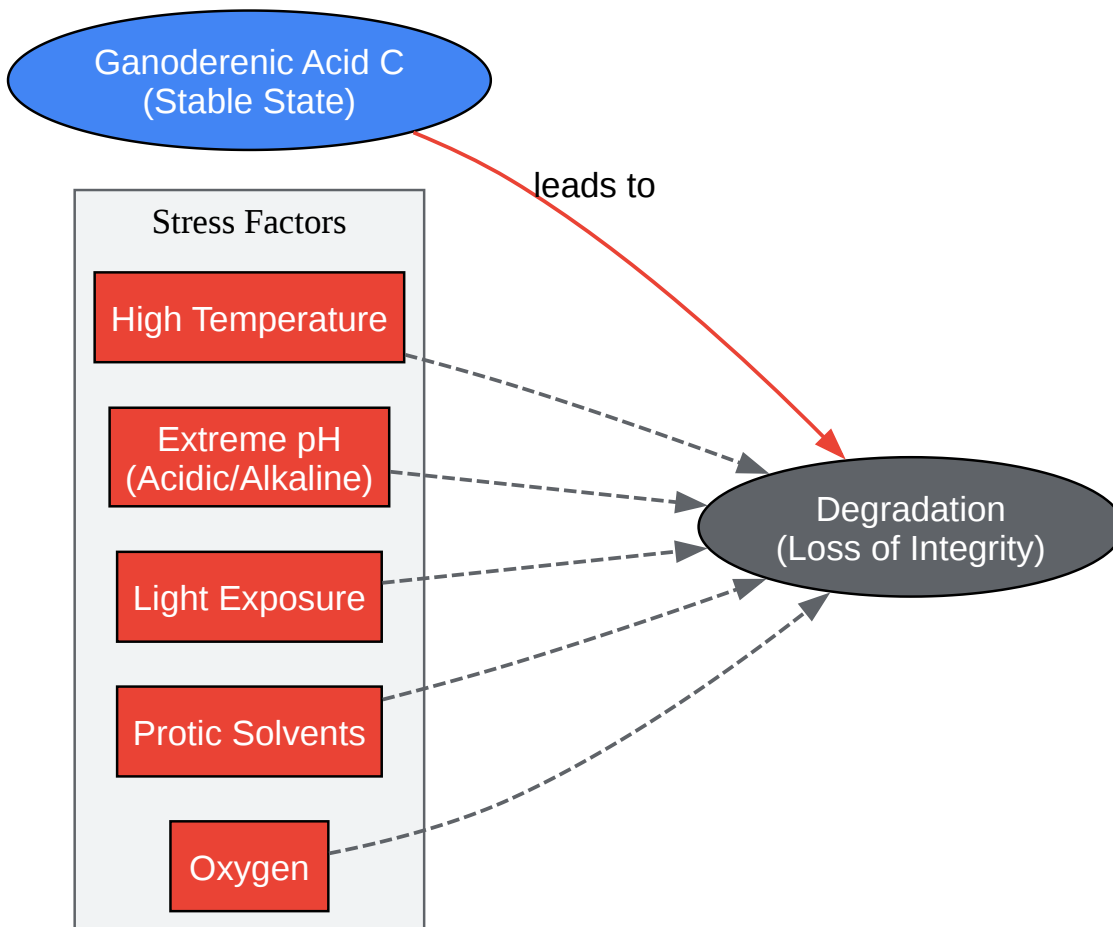 Ganoderenic Acid C
(Stable State)
leads to
Stress Factors
High Temperature
Extreme pH
(Acidic/Alkaline)
Light Exposure
Protic Solvents
Oxygen
Degradation
(Loss of Integrity)